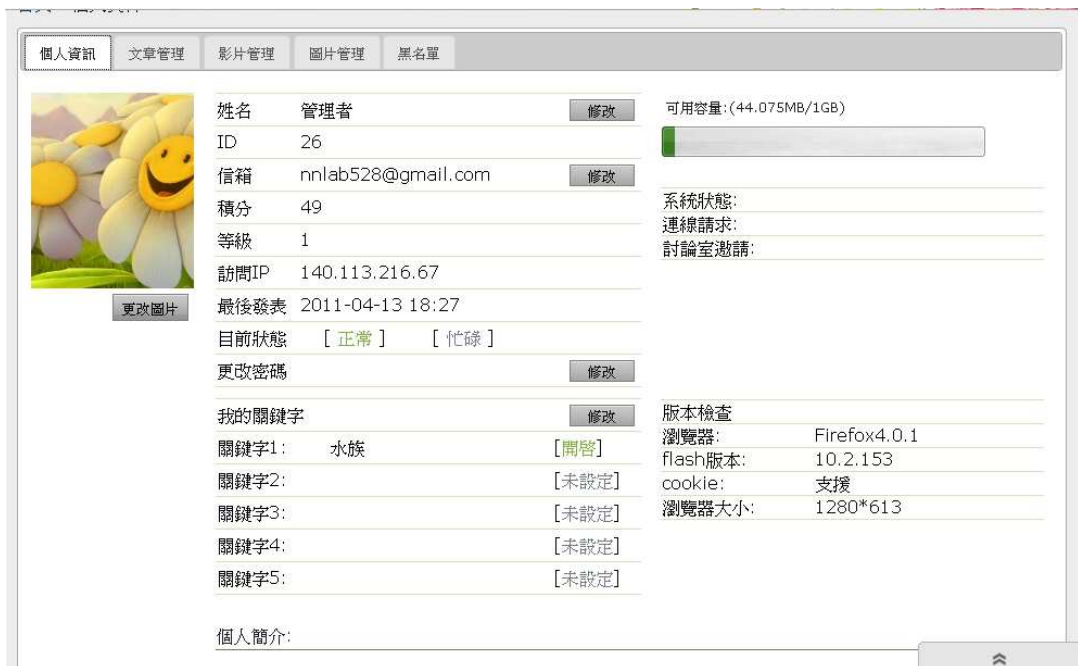 個人資訊 文章管理 影片管理 圖片管理 黑名單
姓名 管理者 修改
ID 26
信箱 nnlab528@gmail.com 修改
積分 49
等級 1
訪問IP 140.113.216.67
最後發表 2011-04-13 18:27
目前狀態 [ 正常 ] [ 忙碌 ]
更改密碼 修改
更改圖片
我的關鍵字 修改
關鍵字1: 水族 [開啓]
關鍵字2: [未設定]
關鍵字3: [未設定]
關鍵字4: [未設定]
關鍵字5: [未設定]
個人簡介:
可用容量:(44.075MB/1GB)
系統狀態:
連線請求:
討論室邀請:
版本檢查
瀏覽器: Firefox4.0.1
flash版本: 10.2.153
cookie: 支援
瀏覽器大小: 1280*613